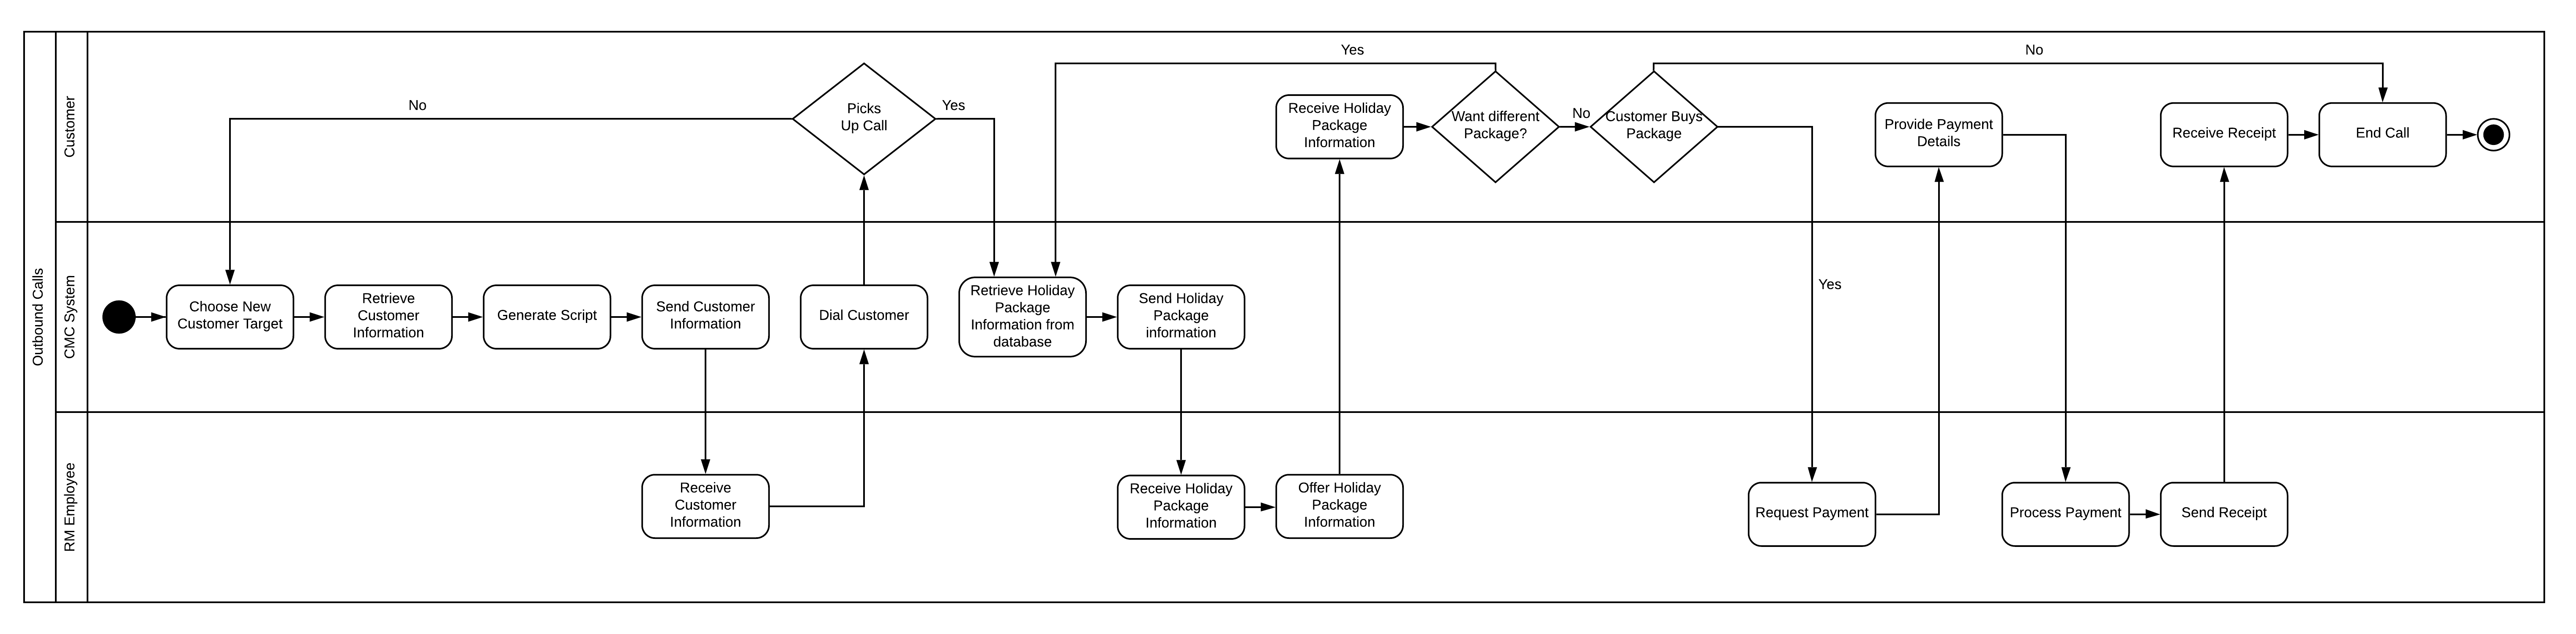 Outbound Calls
Customer
CMC System
RM Employee
Yes
No
No
Picks
Up Call
Yes
Receive Holiday
Package
Information
Want different
Package?
No
Customer Buys
Package
Provide Payment
Details
Receive Receipt
End Call
Choose New
Customer Target
Retrieve
Customer
Information
Generate Script
Send Customer
Information
Dial Customer
Retrieve Holiday
Package
Information from
database
Send Holiday
Package
information
Yes
Receive
Customer
Information
Receive Holiday
Package
Information
Offer Holiday
Package
Information
Request Payment
Process Payment
Send Receipt